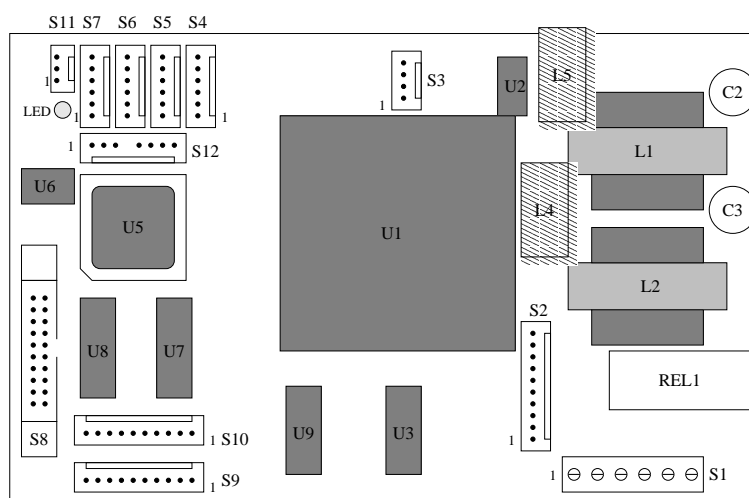 S11 S7 S6 S5 S4
1
LED
1
1
S3
1
U2
L5
C2
L1
1
S12
U6
U5
U1
L4
C3
L2
S2
U8
U7
REL1
S8
1
S10
U9
U3
1
1
S9
1
S1